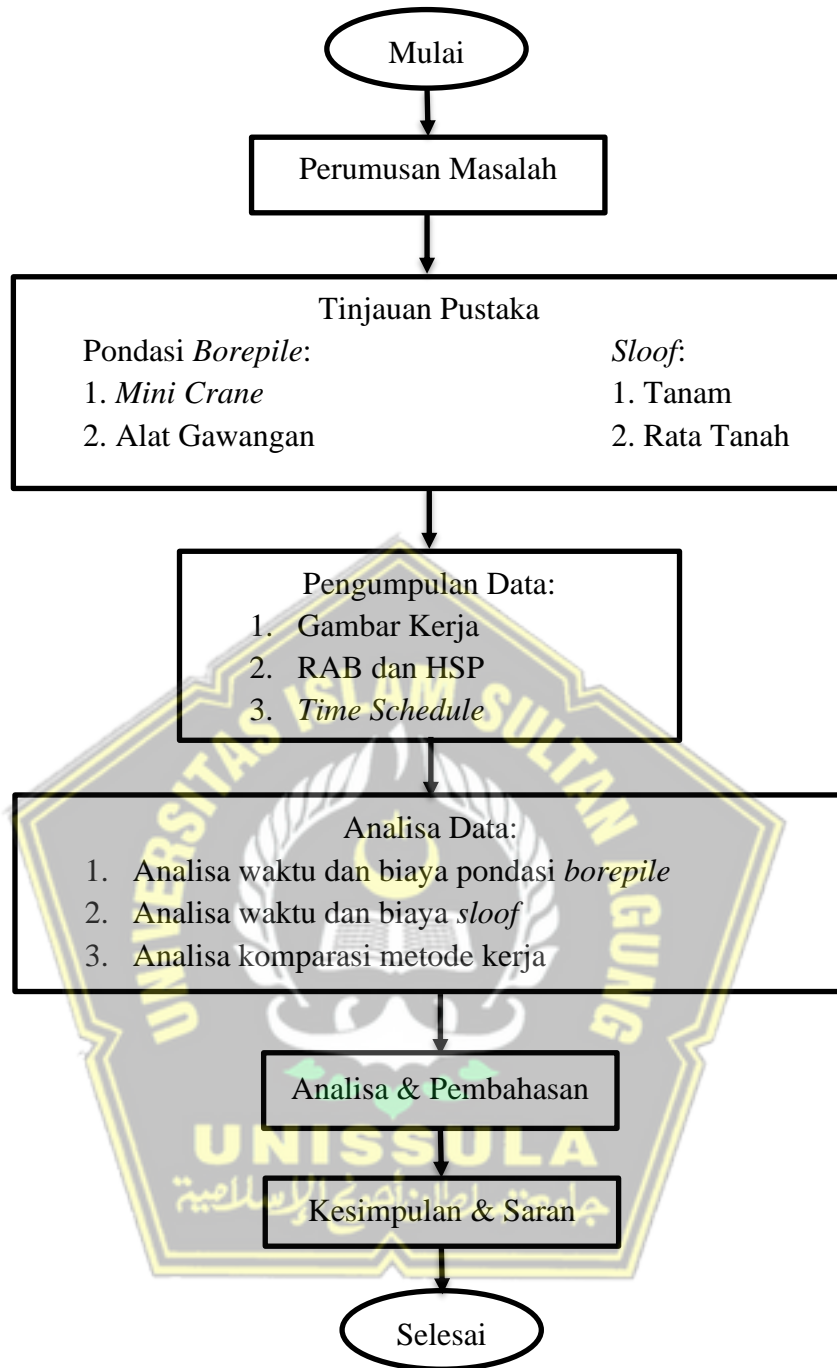 Mulai
Perumusan Masalah
Tinjauan Pustaka
Pondasi Borepile:
1. Mini Crane
2. Alat Gawangan
Sloof:
1. Tanam
2. Rata Tanah
Pengumpulan Data:
1. Gambar Kerja
2. RAB dan HSP
3. Time Schedule
Analisa Data:
1. Analisa waktu dan biaya pondasi borepile
2. Analisa waktu dan biaya sloof
3. Analisa komparasi metode kerja
Analisa & Pembahasan
Kesimpulan & Saran
Selesai
UNIVERSITAS ISLAM SULTAN AGUNG
UNISSULA